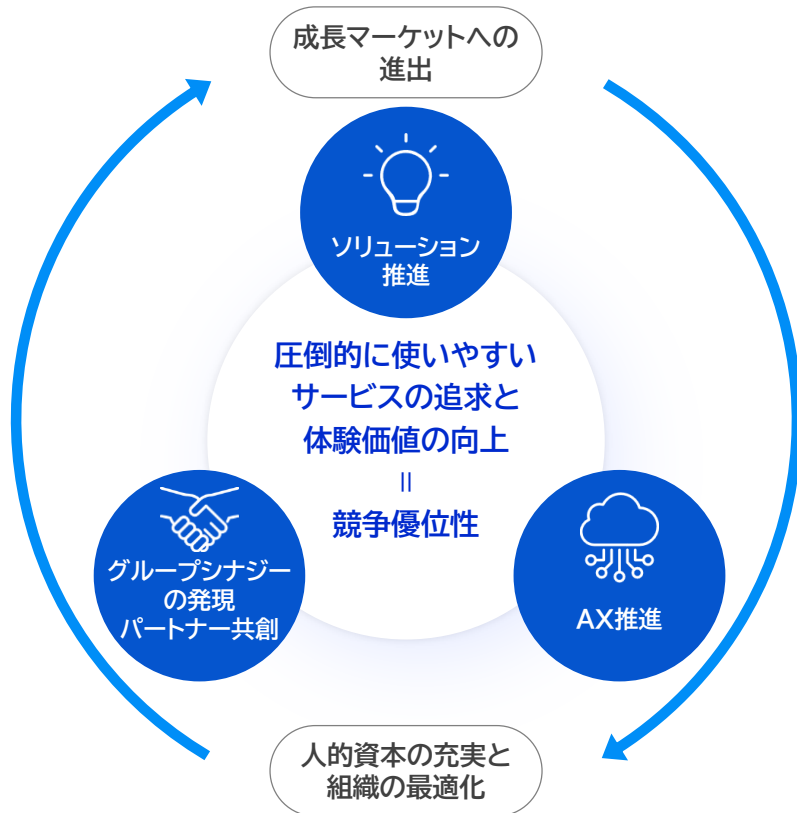 成長マーケットへの
進出
ソリューション
推進
圧倒的に使いやすい
サービスの追求と
体験価値の向上
=
競争優位性
グループシナジー
の発現
パートナー共創
AX推進
人的資本の充実と
組織の最適化